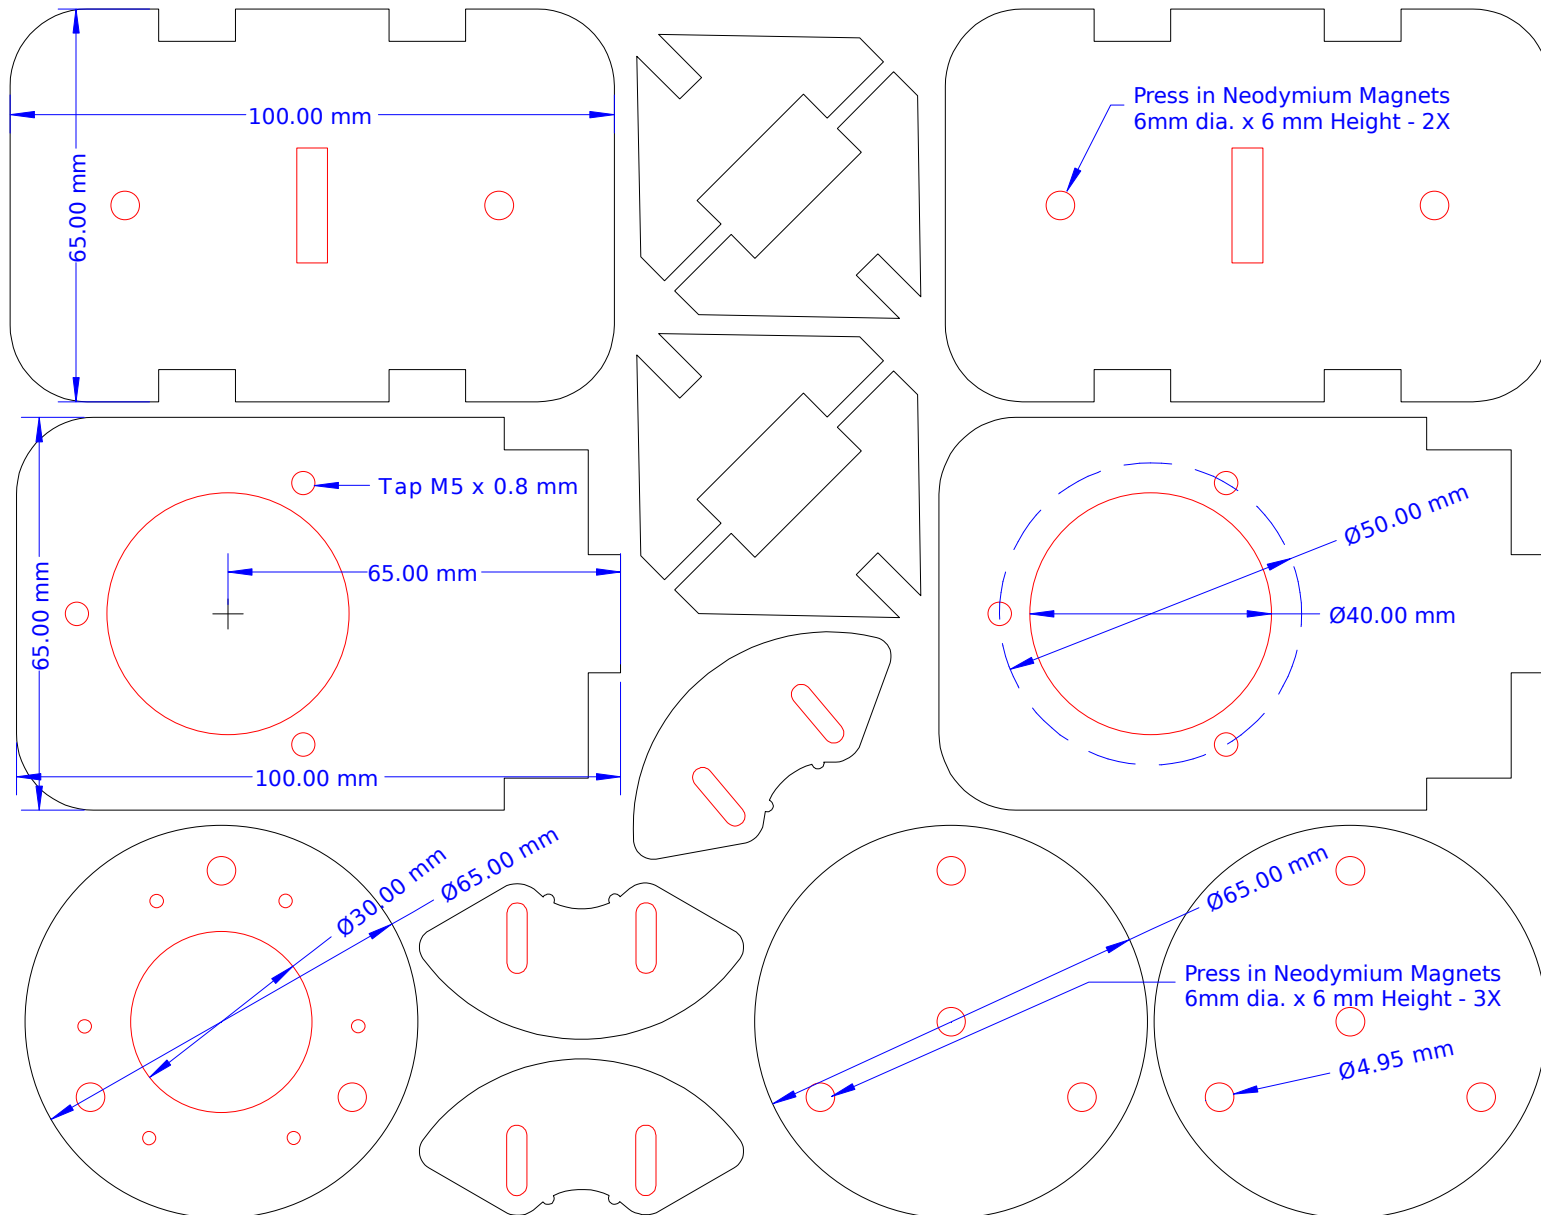 100.00 mm
65.00 mm
Press in Neodymium Magnets
6mm dia. x 6 mm Height - 2X
Tap M5 x 0.8 mm
65.00 mm
65.00 mm
100.00 mm
Ø50.00 mm
Ø40.00 mm
Ø30.00 mm
Ø65.00 mm
Ø65.00 mm
Press in Neodymium Magnets
6mm dia. x 6 mm Height - 3X
Ø4.95 mm